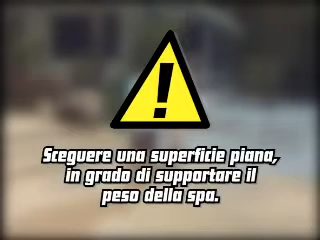 Sceguere una superficie piana,
in grado di supportare il
peso della spa.